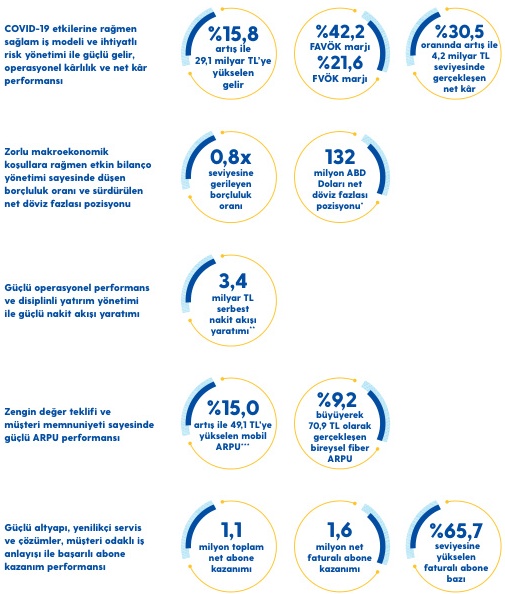 COVID-19 etkilerine rağmen
sağlam iş modeli ve ihtiyatlı
risk yönetimi ile güçlü gelir,
operasyonel kârlılık ve net kâr
performansı
%15,8
artış ile
29,1 milyar TL'ye
yükselen
gelir
%42,2
FAVÖK marjı
%21,6
FVÖK marjı
%30,5
oranında artış ile
4,2 milyar TL
seviyesinde
gerçekleşen
net kâr
Zorlu makroekonomik
koşullara rağmen etkin bilanço
yönetimi sayesinde düşen
borçluluk oranı ve sürdürülen
net döviz fazlası pozisyonu
0,8x
seviyesine
gerileyen
borçluluk
oranı
132
milyon ABD
Doları net
döviz fazlası
pozisyonu*
Güçlü operasyonel performans
ve disiplinli yatırım yönetimi
ile güçlü nakit akışı yaratımı
3,4
milyar TL
serbest
nakit akışı
yaratımı**
Zengin değer teklifi ve
müşteri memnuniyeti sayesinde
güçlü ARPU performansı
%15,0
artış ile 49,1 TL'ye
yükselen mobil
ARPU***
%9,2
büyüyerek
70,9 TL olarak
gerçekleşen
bireysel fiber
ARPU
Güçlü altyapı, yenilikçi servis
ve çözümler, müşteri odaklı iş
anlayışı ile başarılı abone
kazanım performansı
1,1
milyon toplam
net abone
kazanımı
1,6
milyon net
faturalı abone
kazanımı
%65,7
seviyesine
yükselen
faturalı abone
bazı